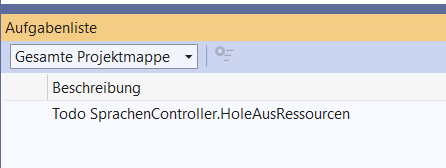 Aufgabenliste
Gesamte Projektmappe
Beschreibung
Todo SprachenController.HoleAusRessourcen